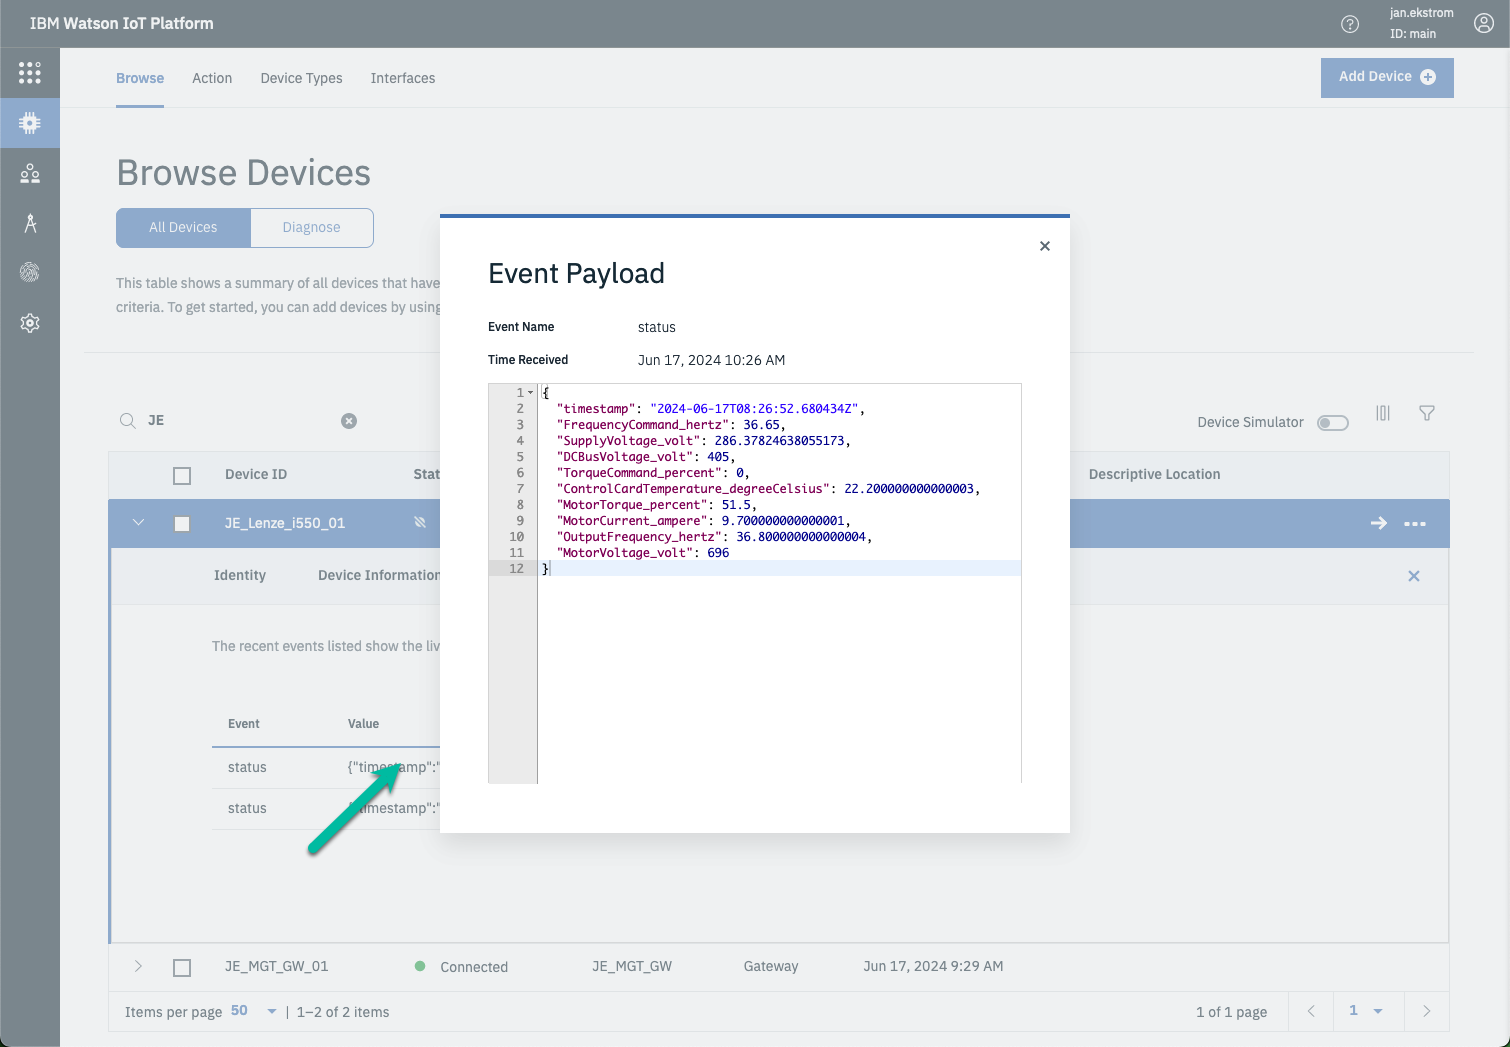 IBM Watson IoT Platform
jan.ekstrom
ID: main
Browse
Action
Device Types
Interfaces
Add Device
Browse Devices
All Devices
Diagnose
This table shows a summary of all devices that have
criteria. To get started, you can add devices by using
JE
Device Simulator
Device ID
Stat
Descriptive Location
JE_Lenze_i550_01
Identity
Device Information
The recent events listed show the liv
Event
Value
status
{"timestamp":"
status
timestamp":"
Event Payload
Event Name
status
Time Received
Jun 17, 2024 10:26 AM
1 {
2 "timestamp": "2024-06-17T08:26:52.680434Z",
3 "FrequencyCommand_hertz": 36.65,
4 "SupplyVoltage_volt": 286.37824638055173,
5 "DCBusVoltage_volt": 405,
6 "TorqueCommand_percent": 0,
7 "ControlCardTemperature_degreeCelsius": 22.200000000000003,
8 "MotorTorque_percent": 51.5,
9 "MotorCurrent_ampere": 9.700000000000001,
10 "OutputFrequency_hertz": 36.800000000000004,
11 "MotorVoltage_volt": 696
12 }
JE_MGT_GW_01
Connected
JE_MGT_GW
Gateway
Jun 17, 2024 9:29 AM
Items per page 50 | 1–2 of 2 items
1 of 1 page
1